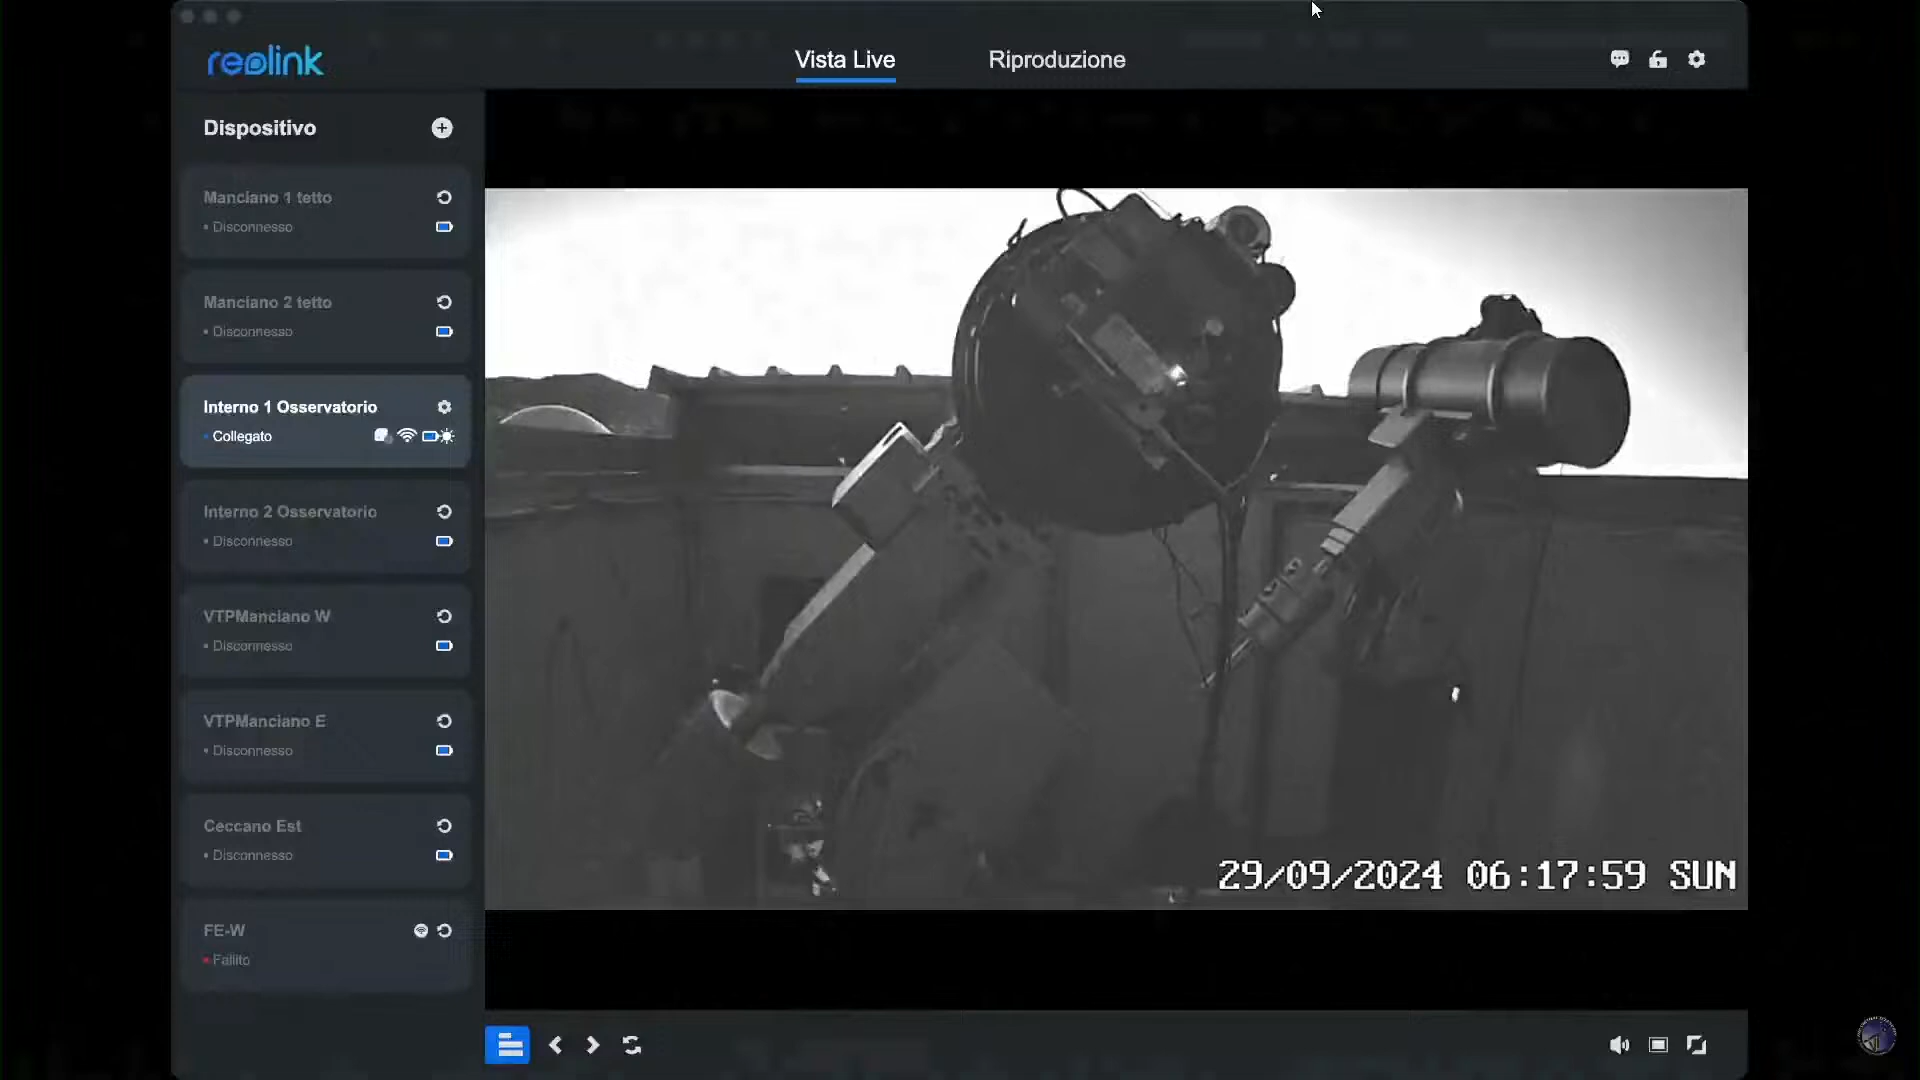 reolink
Vista Live
Riproduzione
Dispositivo
Manciano 1 tetto
Disconnesso
Manciano 2 tetto
Disconnesso
Interno 1 Osservatorio
Collegato
Interno 2 Osservatorio
Disconnesso
VTPManciano W
Disconnesso
VTPManciano E
Disconnesso
Ceccano Est
Disconnesso
FE-W
Fallito
29/09/2024 06:17:59 SUN